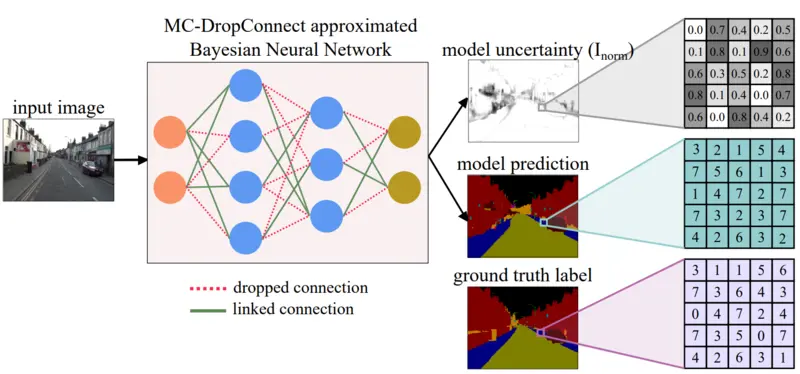 MC-DropConnect approximated
Bayesian Neural Network
input image
model uncertainty (Inorm)
0.0 0.7 0.4 0.2 0.5
0.1 0.8 0.1 0.9 0.6
0.6 0.3 0.5 0.2 0.8
0.8 0.1 0.4 0.0 0.7
0.6 0.0 0.8 0.4 0.2
model prediction
3 2 1 5 4
7 5 6 1 3
1 4 7 2 7
7 3 2 3 7
4 2 6 3 2
ground truth label
3 1 1 5 6
7 3 6 4 3
0 4 7 2 4
7 3 5 0 7
4 2 6 3 1
dropped connection
linked connection